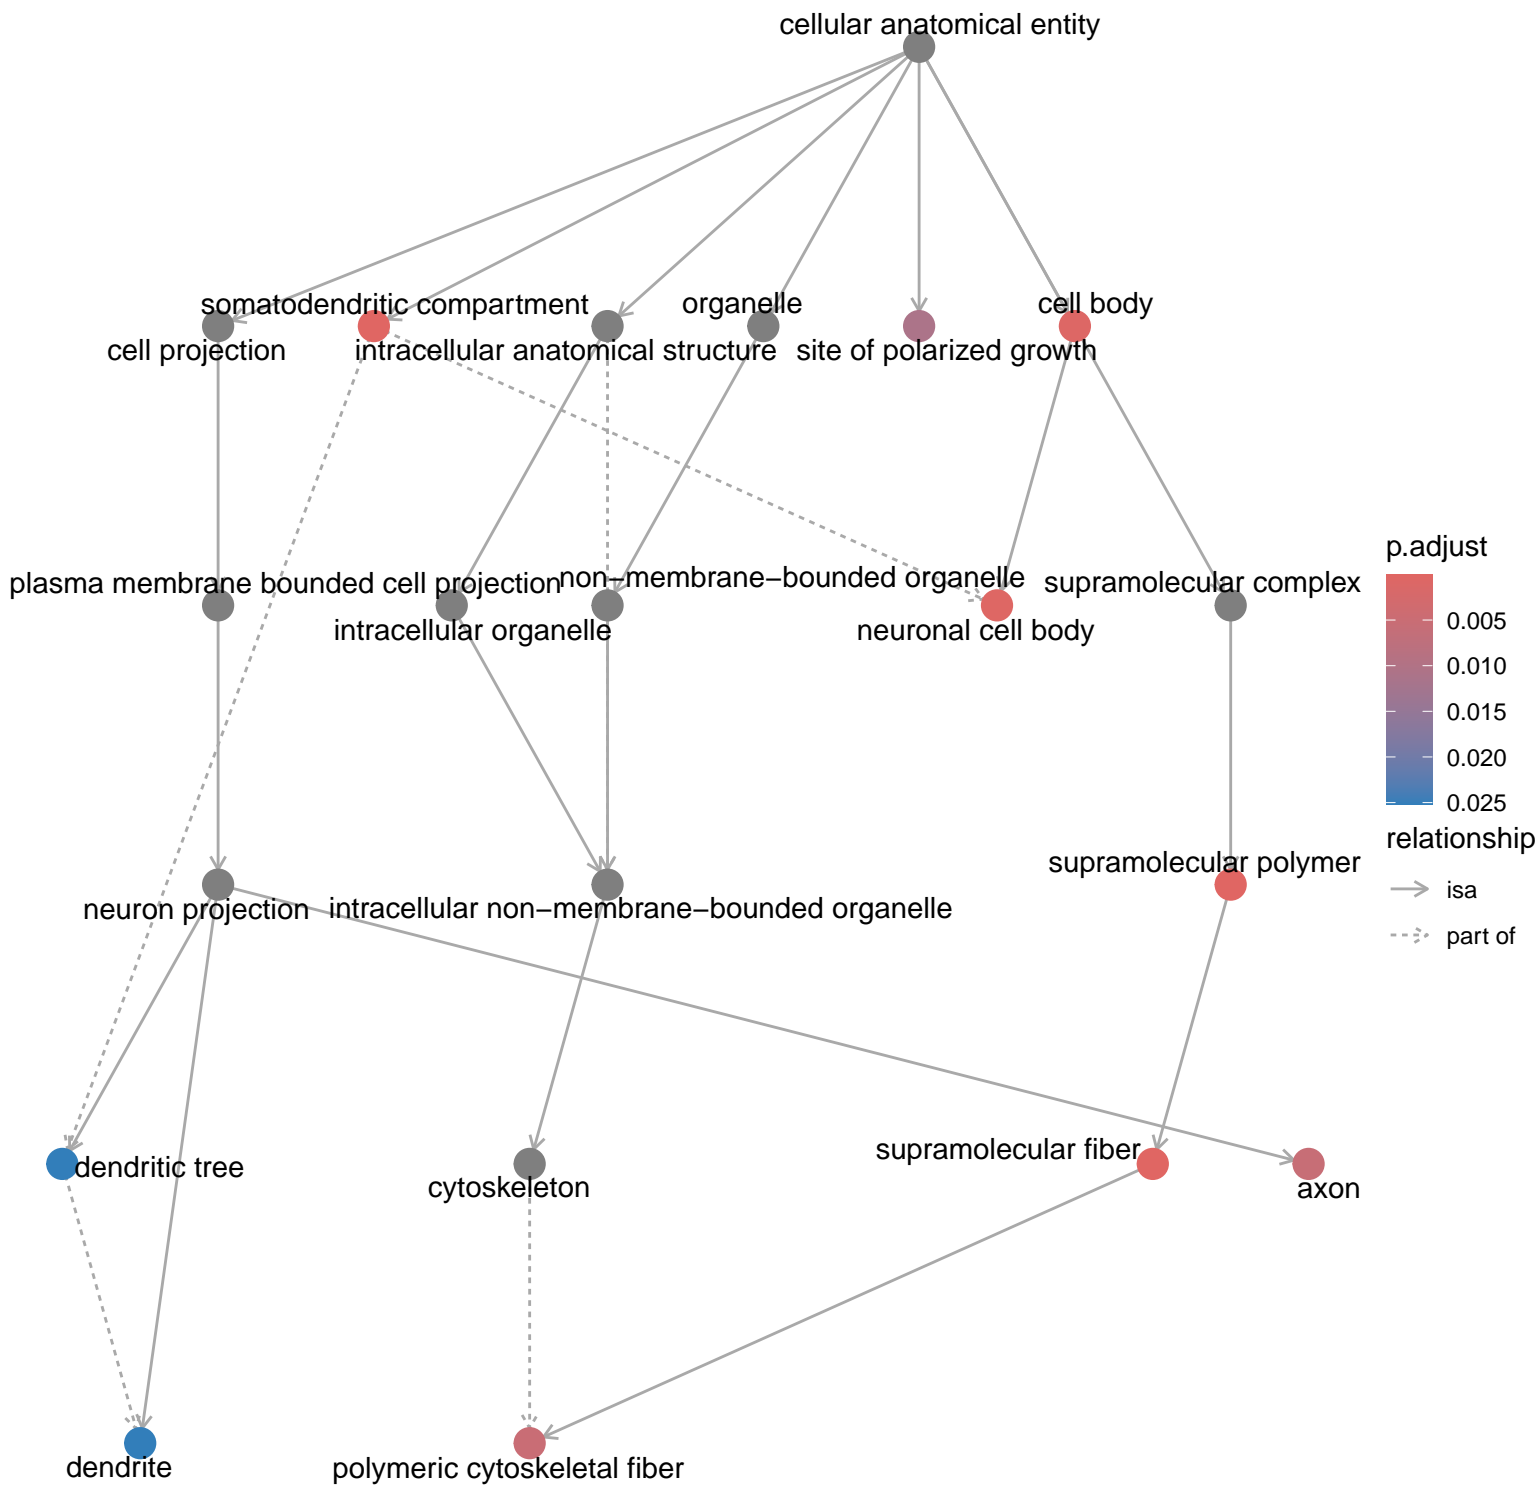 cellular anatomical entity
somatodendritic compartment
organelle
cell body
cell projection
intracellular anatomical structure
site of polarized growth
plasma membrane bounded cell projection
non−membrane−bounded organelle
supramolecular complex
intracellular organelle
neuronal cell body
supramolecular polymer
neuron projection
intracellular non−membrane−bounded organelle
supramolecular fiber
dendritic tree
cytoskeleton
axon
dendrite
polymeric cytoskeletal fiber
p.adjust
0.005
0.010
0.015
0.020
0.025
relationship
isa
part of